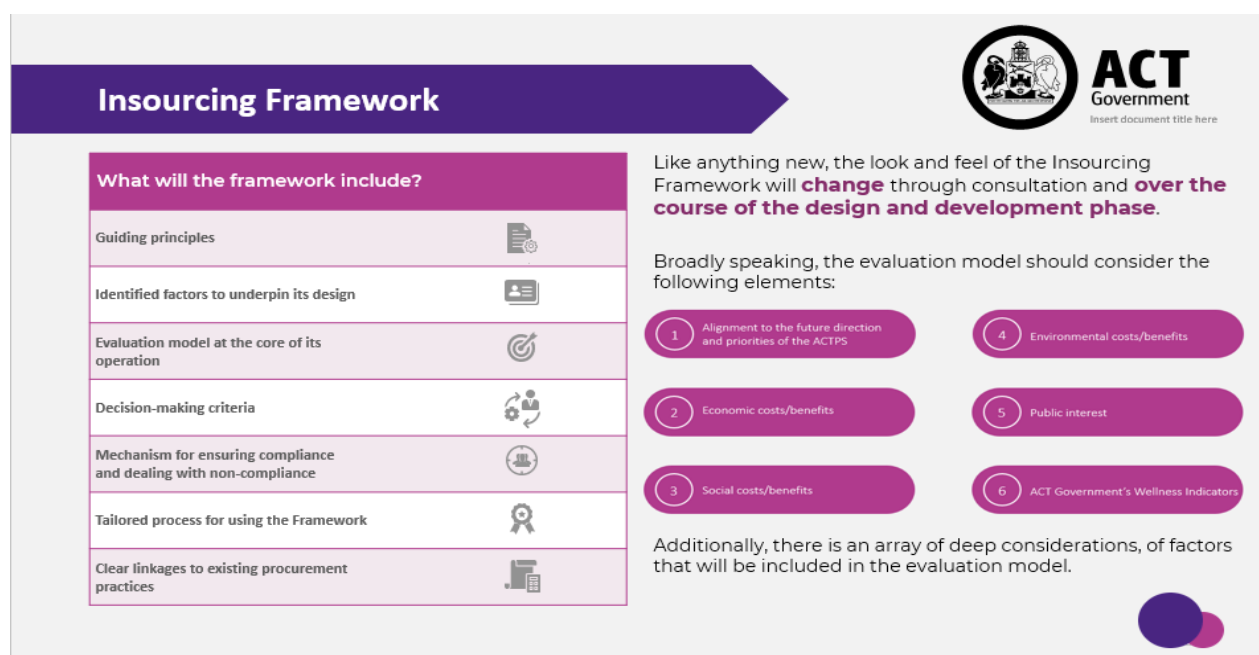 Insourcing Framework
ACT
Government
Insert document title here
What will the framework include?
Guiding principles
Identified factors to underpin its design
Evaluation model at the core of its
operation
Decision-making criteria
Mechanism for ensuring compliance
and dealing with non-compliance
Tailored process for using the Framework
Clear linkages to existing procurement
practices
Like anything new, the look and feel of the Insourcing
Framework will change through consultation and over the
course of the design and development phase.
Broadly speaking, the evaluation model should consider the
following elements:
1 Alignment to the future direction
and priorities of the ACTPS
2 Economic costs/benefits
3 Social costs/benefits
4 Environmental costs/benefits
5 Public interest
6 ACT Government's Wellness Indicators
Additionally, there is an array of deep considerations, of factors
that will be included in the evaluation model.